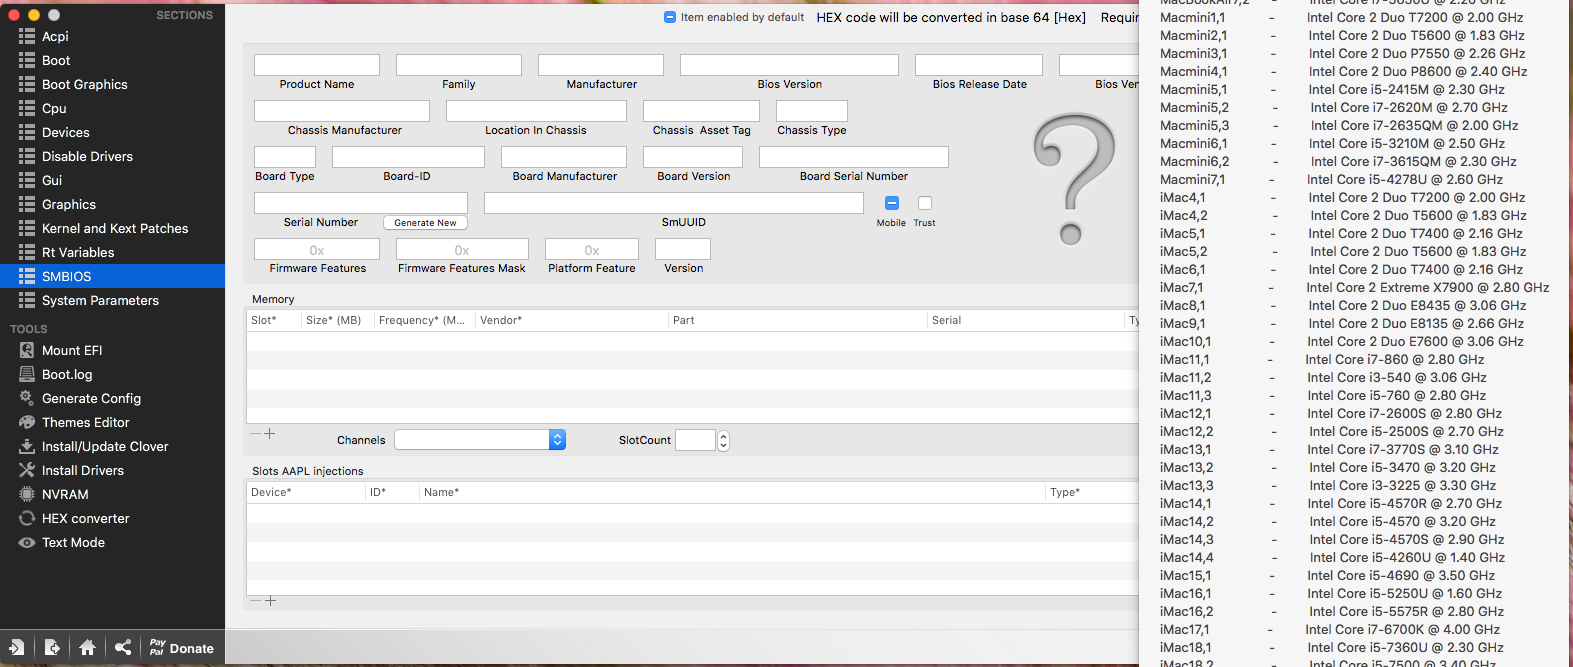 SECTIONS
Acpi
Boot
Boot Graphics
Cpu
Devices
Disable Drivers
Gui
Graphics
Kernel and Kext Patches
Rt Variables
SMBIOS
System Parameters
TOOLS
Mount EFI
Boot.log
Generate Config
Themes Editor
Install/Update Clover
Install Drivers
NVRAM
HEX converter
Text Mode
Pay Pal Donate
Item enabled by default HEX code will be converted in base 64 [Hex] Requir
Product Name Family Manufacturer Bios Version Bios Release Date Bios Ver
Chassis Manufacturer Location In Chassis Chassis Asset Tag Chassis Type
Board Type Board-ID Board Manufacturer Board Version Board Serial Number
Serial Number Generate New SmUUID Mobile Trust
0x 0x 0x
Firmware Features Firmware Features Mask Platform Feature Version
Memory
Slot* Size* (MB) Frequency* (M... Vendor* Part Serial Ty
Channels SlotCount
Slots AAPL injections
Device* ID* Name* Type*
MacBookAir7,2 - Intel Core i7-5650U @ 2.20 GHz
Macmini1,1 - Intel Core 2 Duo T7200 @ 2.00 GHz
Macmini2,1 - Intel Core 2 Duo T5600 @ 1.83 GHz
Macmini3,1 - Intel Core 2 Duo P7550 @ 2.26 GHz
Macmini4,1 - Intel Core 2 Duo P8600 @ 2.40 GHz
Macmini5,1 - Intel Core i5-2415M @ 2.30 GHz
Macmini5,2 - Intel Core i7-2620M @ 2.70 GHz
Macmini5,3 - Intel Core i7-2635QM @ 2.00 GHz
Macmini6,1 - Intel Core i5-3210M @ 2.50 GHz
Macmini6,2 - Intel Core i7-3615QM @ 2.30 GHz
Macmini7,1 - Intel Core i5-4278U @ 2.60 GHz
iMac4,1 - Intel Core 2 Duo T7200 @ 2.00 GHz
iMac4,2 - Intel Core 2 Duo T5600 @ 1.83 GHz
iMac5,1 - Intel Core 2 Duo T7400 @ 2.16 GHz
iMac5,2 - Intel Core 2 Duo T5600 @ 1.83 GHz
iMac6,1 - Intel Core 2 Duo T7400 @ 2.16 GHz
iMac7,1 - Intel Core 2 Extreme X7900 @ 2.80 GHz
iMac8,1 - Intel Core 2 Duo E8435 @ 3.06 GHz
iMac9,1 - Intel Core 2 Duo E8135 @ 2.66 GHz
iMac10,1 - Intel Core 2 Duo E7600 @ 3.06 GHz
iMac11,1 - Intel Core i7-860 @ 2.80 GHz
iMac11,2 - Intel Core i3-540 @ 3.06 GHz
iMac11,3 - Intel Core i5-760 @ 2.80 GHz
iMac12,1 - Intel Core i7-2600S @ 2.80 GHz
iMac12,2 - Intel Core i5-2500S @ 2.70 GHz
iMac13,1 - Intel Core i7-3770S @ 3.10 GHz
iMac13,2 - Intel Core i5-3470 @ 3.20 GHz
iMac13,3 - Intel Core i3-3225 @ 3.30 GHz
iMac14,1 - Intel Core i5-4570R @ 2.70 GHz
iMac14,2 - Intel Core i5-4570 @ 3.20 GHz
iMac14,3 - Intel Core i5-4570S @ 2.90 GHz
iMac14,4 - Intel Core i5-4260U @ 1.40 GHz
iMac15,1 - Intel Core i5-4690 @ 3.50 GHz
iMac16,1 - Intel Core i5-5250U @ 1.60 GHz
iMac16,2 - Intel Core i5-5575R @ 2.80 GHz
iMac17,1 - Intel Core i7-6700K @ 4.00 GHz
iMac18,1 - Intel Core i5-7360U @ 2.30 GHz
iMac18,2 - Intel Core i5-7500 @ 3.40 GHz